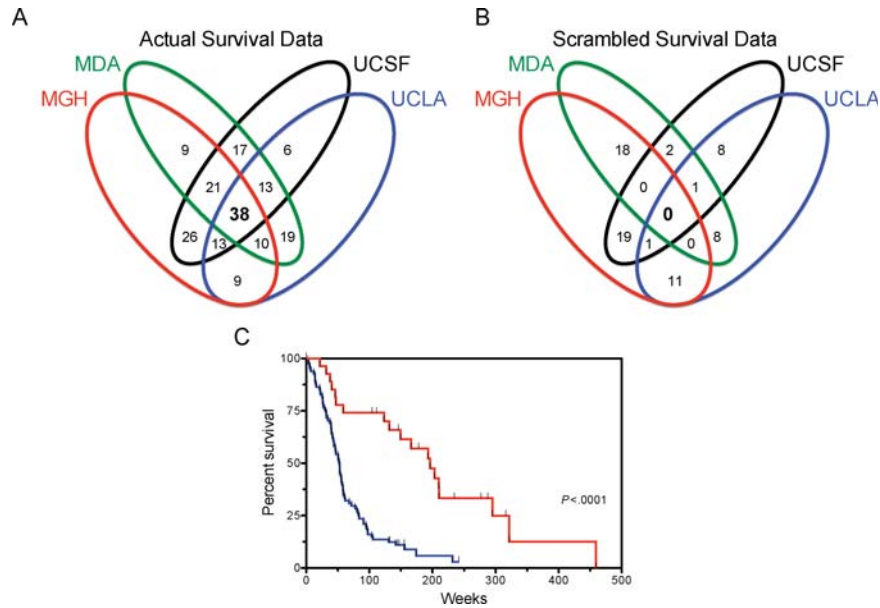 A
Actual Survival Data
MDA
UCSF
MGH
UCLA
9
17
6
21
13
38
26
13
10
19
9
B
Scrambled Survival Data
MDA
UCSF
MGH
UCLA
18
2
8
0
1
0
19
1
0
8
11
C
Percent survival
100
75
50
25
0
P<.0001
0
100
200
300
400
500
Weeks